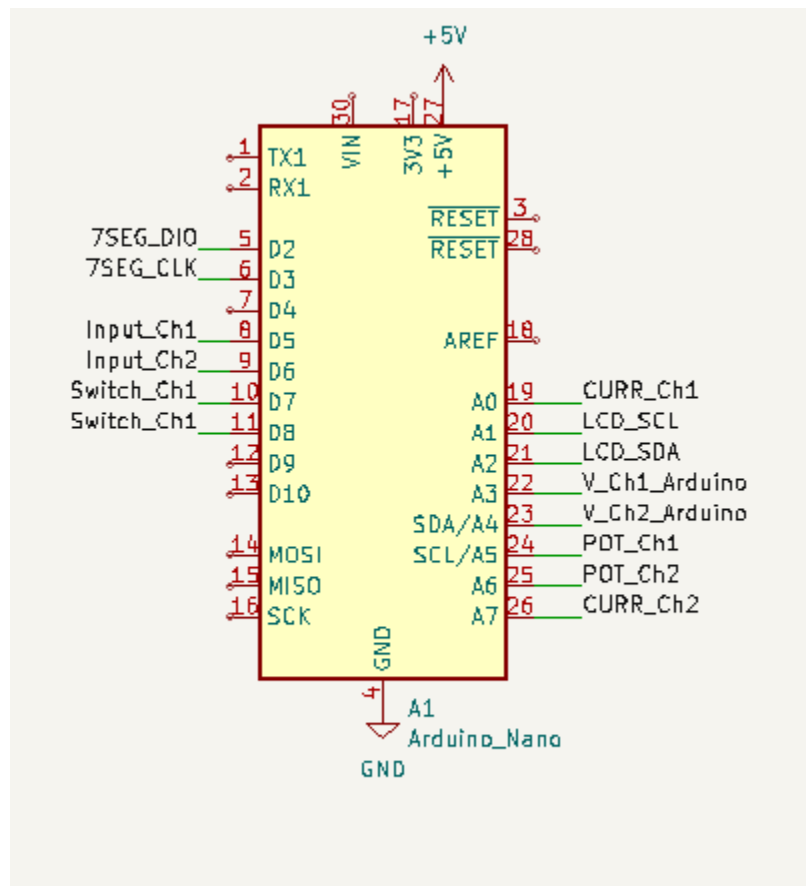 +5V
30 17 27
VIN 3V3 +5V
1 TX1
2 RX1
RESET 3
RESET 28
7SEG_DIO 5 D2
7SEG_CLK 6 D3
7 D4
Input_Ch1 8 D5
AREF 18
Input_Ch2 9 D6
Switch_Ch1 10 D7
A0 19 CURR_Ch1
Switch_Ch1 11 D8
A1 20 LCD_SCL
12 D9
A2 21 LCD_SDA
13 D10
A3 22 V_Ch1_Arduino
SDA/A4 23 V_Ch2_Arduino
14 MOSI
SCL/A5 24 POT_Ch1
15 MISO
A6 25 POT_Ch2
16 SCK
A7 26 CURR_Ch2
GND
4
A1
Arduino_Nano
GND